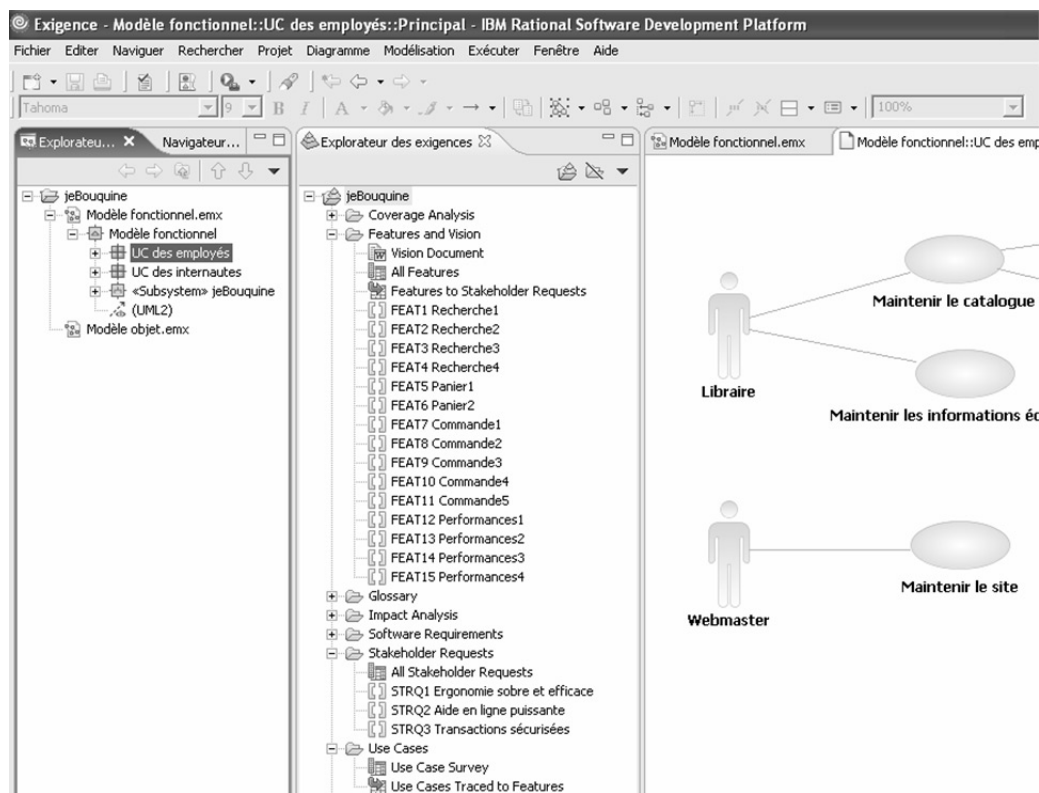 Exigence - Modèle fonctionnel::UC des employés::Principal - IBM Rational Software Development Platform
Fichier Editer Naviguer Rechercher Projet Diagramme Modélisation Exécuter Fenêtre Aide
Tahoma 9 B I A 100%
Explorateu... Navigateur...
jeBouquine
Modèle fonctionnel.emx
Modèle fonctionnel
UC des employés
UC des internautes
«Subsystem» jeBouquine
(UML2)
Modèle objet.emx
Explorateur des exigences
jeBouquine
Coverage Analysis
Features and Vision
Vision Document
All Features
Features to Stakeholder Requests
FEAT1 Recherche1
FEAT2 Recherche2
FEAT3 Recherche3
FEAT4 Recherche4
FEAT5 Panier1
FEAT6 Panier2
FEAT7 Commande1
FEAT8 Commande2
FEAT9 Commande3
FEAT10 Commande4
FEAT11 Commande5
FEAT12 Performances1
FEAT13 Performances2
FEAT14 Performances3
FEAT15 Performances4
Glossary
Impact Analysis
Software Requirements
Stakeholder Requests
All Stakeholder Requests
STRQ1 Ergonomie sobre et efficace
STRQ2 Aide en ligne puissante
STRQ3 Transactions sécurisées
Use Cases
Use Case Survey
Use Cases Traced to Features
Modèle fonctionnel.emx Modèle fonctionnel::UC des emp
Maintenir le catalogue
Libraire
Maintenir les informations éc
Maintenir le site
Webmaster